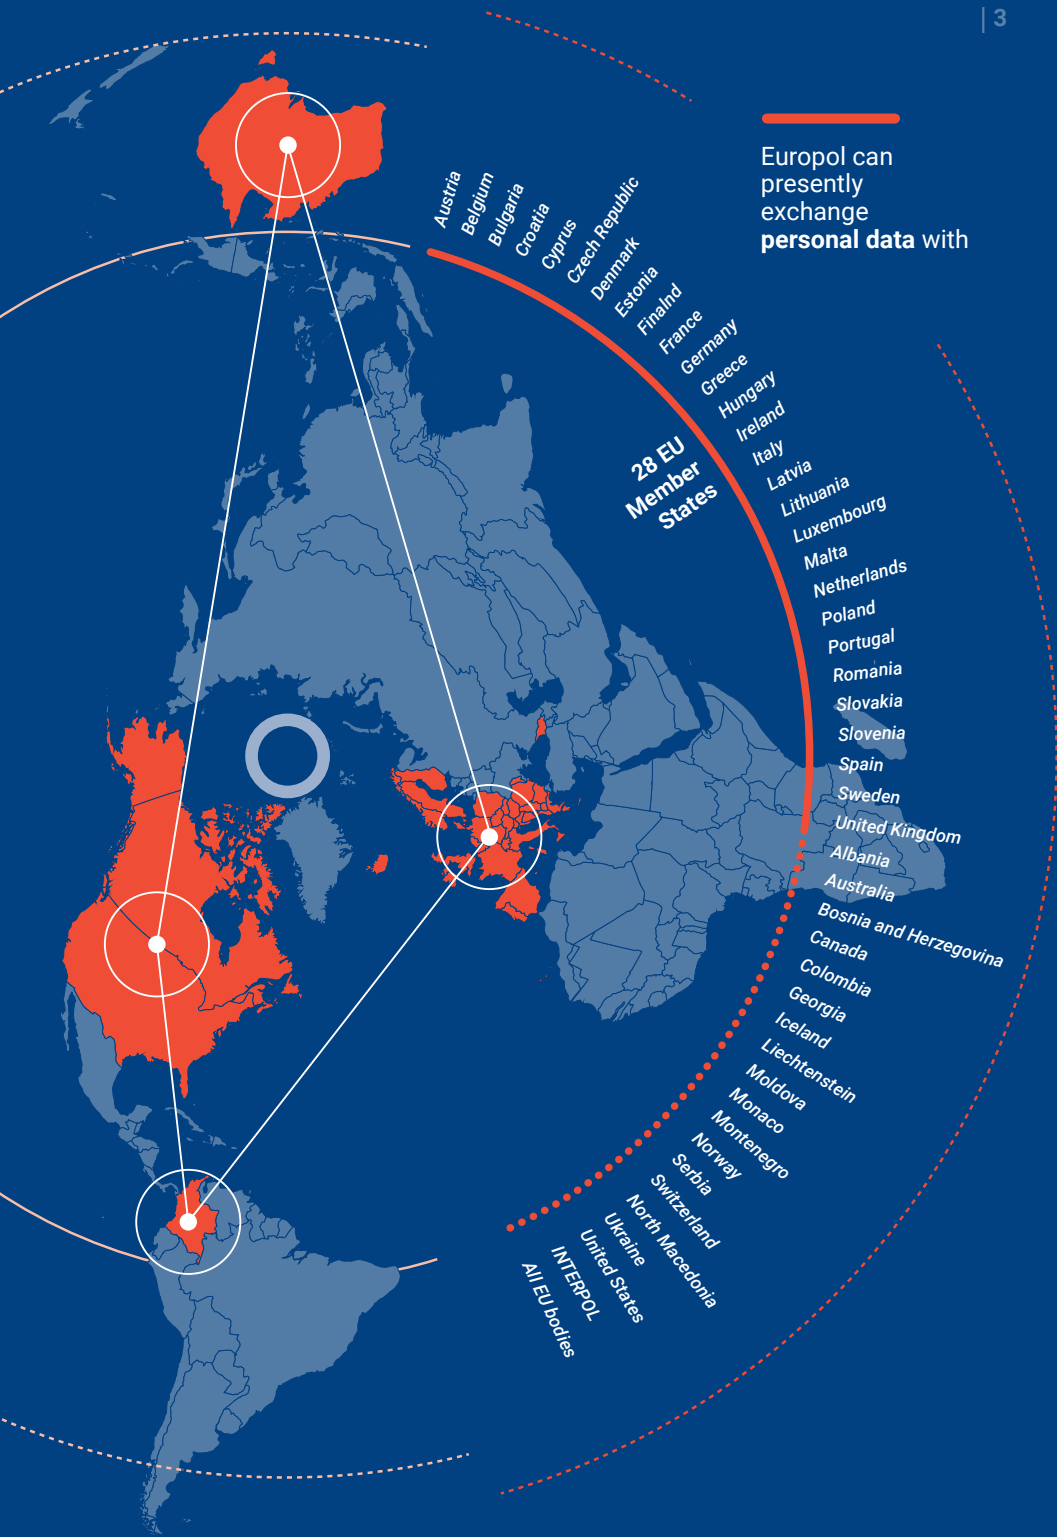 | 3
Europol can
presently
exchange
personal data with
Austria
Belgium
Bulgaria
Croatia
Cyprus
Czech Republic
Denmark
Estonia
Finalnd
France
Germany
Greece
Hungary
Ireland
Italy
Latvia
Lithuania
Luxembourg
Malta
Netherlands
Poland
Portugal
Romania
Slovakia
Slovenia
Spain
Sweden
United Kingdom
28 EU
Member
States
Albania
Australia
Bosnia and Herzegovina
Canada
Colombia
Georgia
Iceland
Liechtenstein
Moldova
Monaco
Montenegro
Norway
Serbia
Switzerland
North Macedonia
Ukraine
United States
INTERPOL
All EU bodies